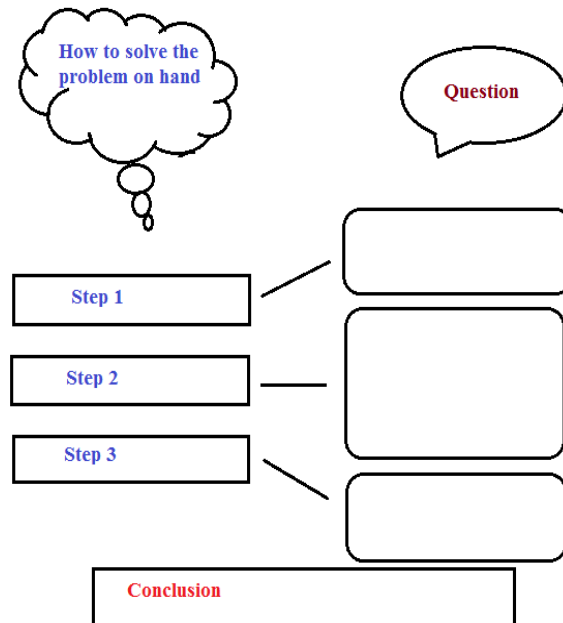 How to solve the
problem on hand
Question
Step 1
Step 2
Step 3
Conclusion